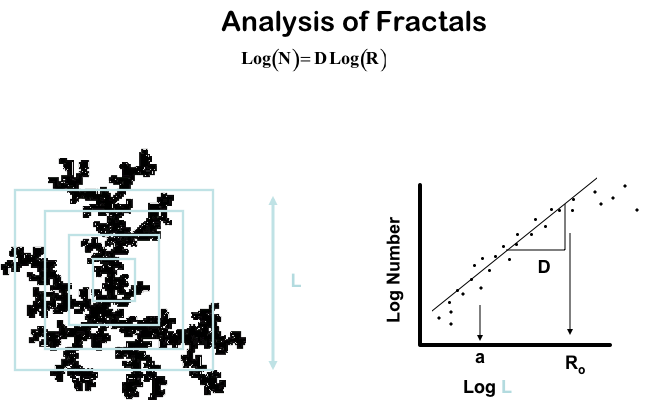 Analysis of Fractals
Log(N)= D Log(R)
L
Log Number
D
a
Ro
Log L